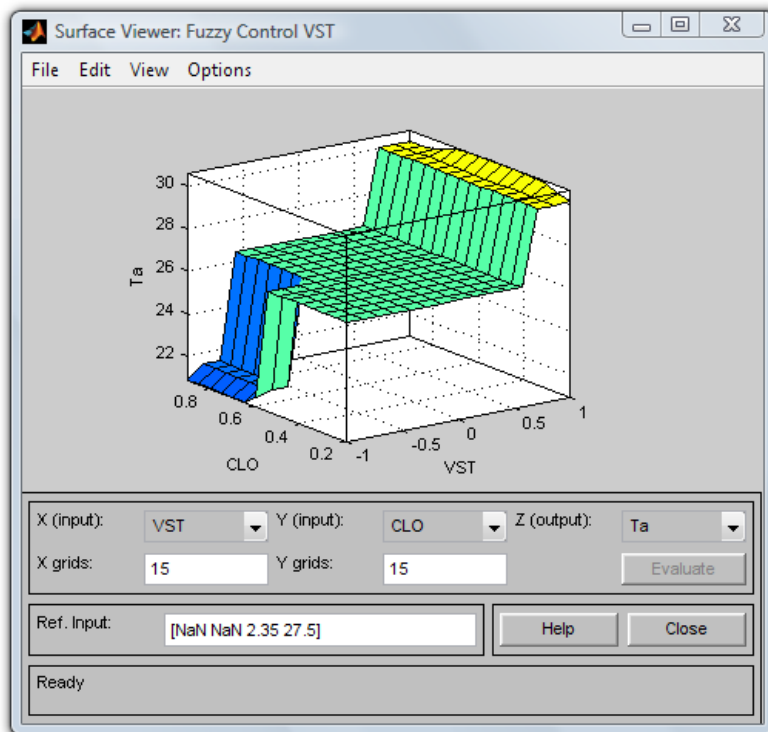 Surface Viewer: Fuzzy Control VST
File Edit View Options
30
28
26
24
22
Ta
0.8
0.6
0.4
0.2
CLO
-1
-0.5
0
0.5
1
VST
X (input): VST Y (input): CLO Z (output): Ta
X grids: 15 Y grids: 15 Evaluate
Ref. Input: [NaN NaN 2.35 27.5] Help Close
Ready